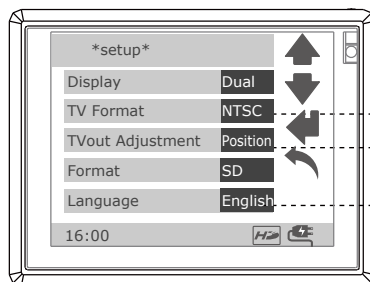 *setup*
Display Dual
TV Format NTSC
TVout Adjustment Position
Format SD
Language English
16:00